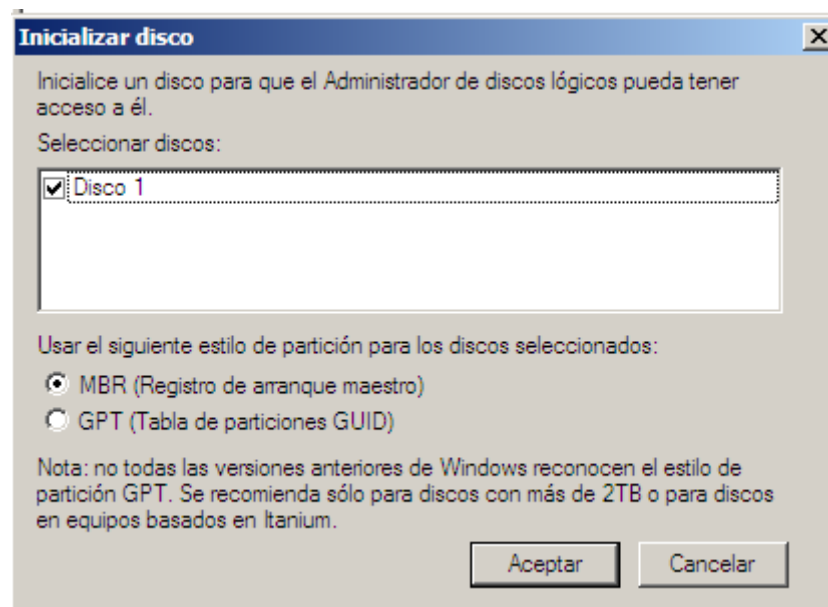 Inicializar disco
Inicialice un disco para que el Administrador de discos lógicos pueda tener
acceso a él.
Seleccionar discos:
Disco 1
Usar el siguiente estilo de partición para los discos seleccionados:
MBR (Registro de arranque maestro)
GPT (Tabla de particiones GUID)
Nota: no todas las versiones anteriores de Windows reconocen el estilo de
partición GPT. Se recomienda sólo para discos con más de 2TB o para discos
en equipos basados en Itanium.
Aceptar
Cancelar